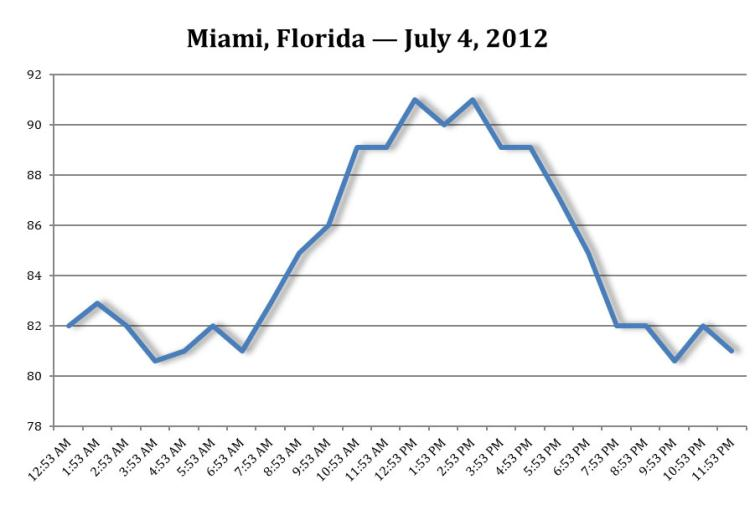 Miami, Florida — July 4, 2012
92
90
88
86
84
82
80
78
12:53 AM
1:53 AM
2:53 AM
3:53 AM
4:53 AM
5:53 AM
6:53 AM
7:53 AM
8:53 AM
9:53 AM
10:53 AM
11:53 AM
12:53 PM
1:53 PM
2:53 PM
3:53 PM
4:53 PM
5:53 PM
6:53 PM
7:53 PM
8:53 PM
9:53 PM
10:53 PM
11:53 PM